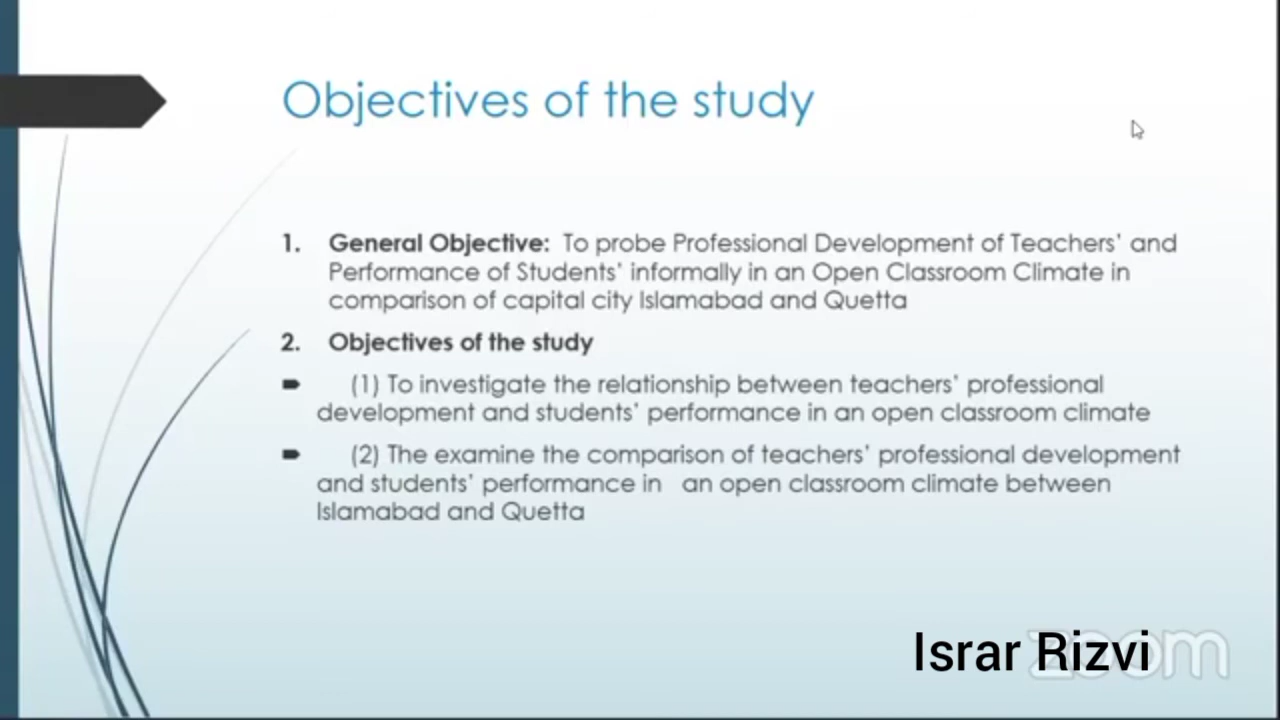 Objectives of the study
1. General Objective: To probe Professional Development of Teachers’ and
Performance of Students’ informally in an Open Classroom Climate in
comparison of capital city Islamabad and Quetta
2. Objectives of the study
(1) To investigate the relationship between teachers’ professional
development and students’ performance in an open classroom climate
(2) The examine the comparison of teachers’ professional development
and students’ performance in an open classroom climate between
Islamabad and Quetta
Israr Rizvi
zoom